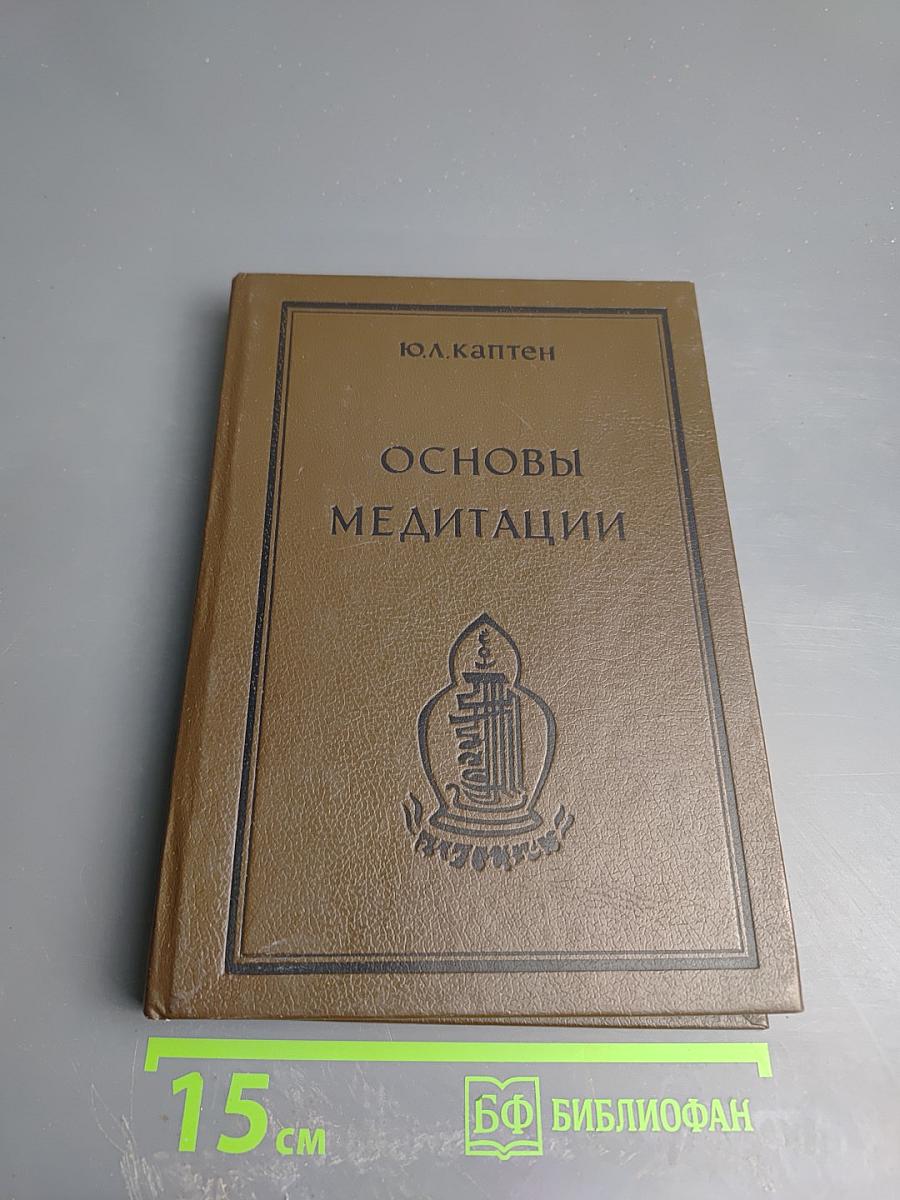 Ю.Л.Каптен
ОСНОВЫ
МЕДИТАЦИИ
15 см
БФ БИБЛИОФАН